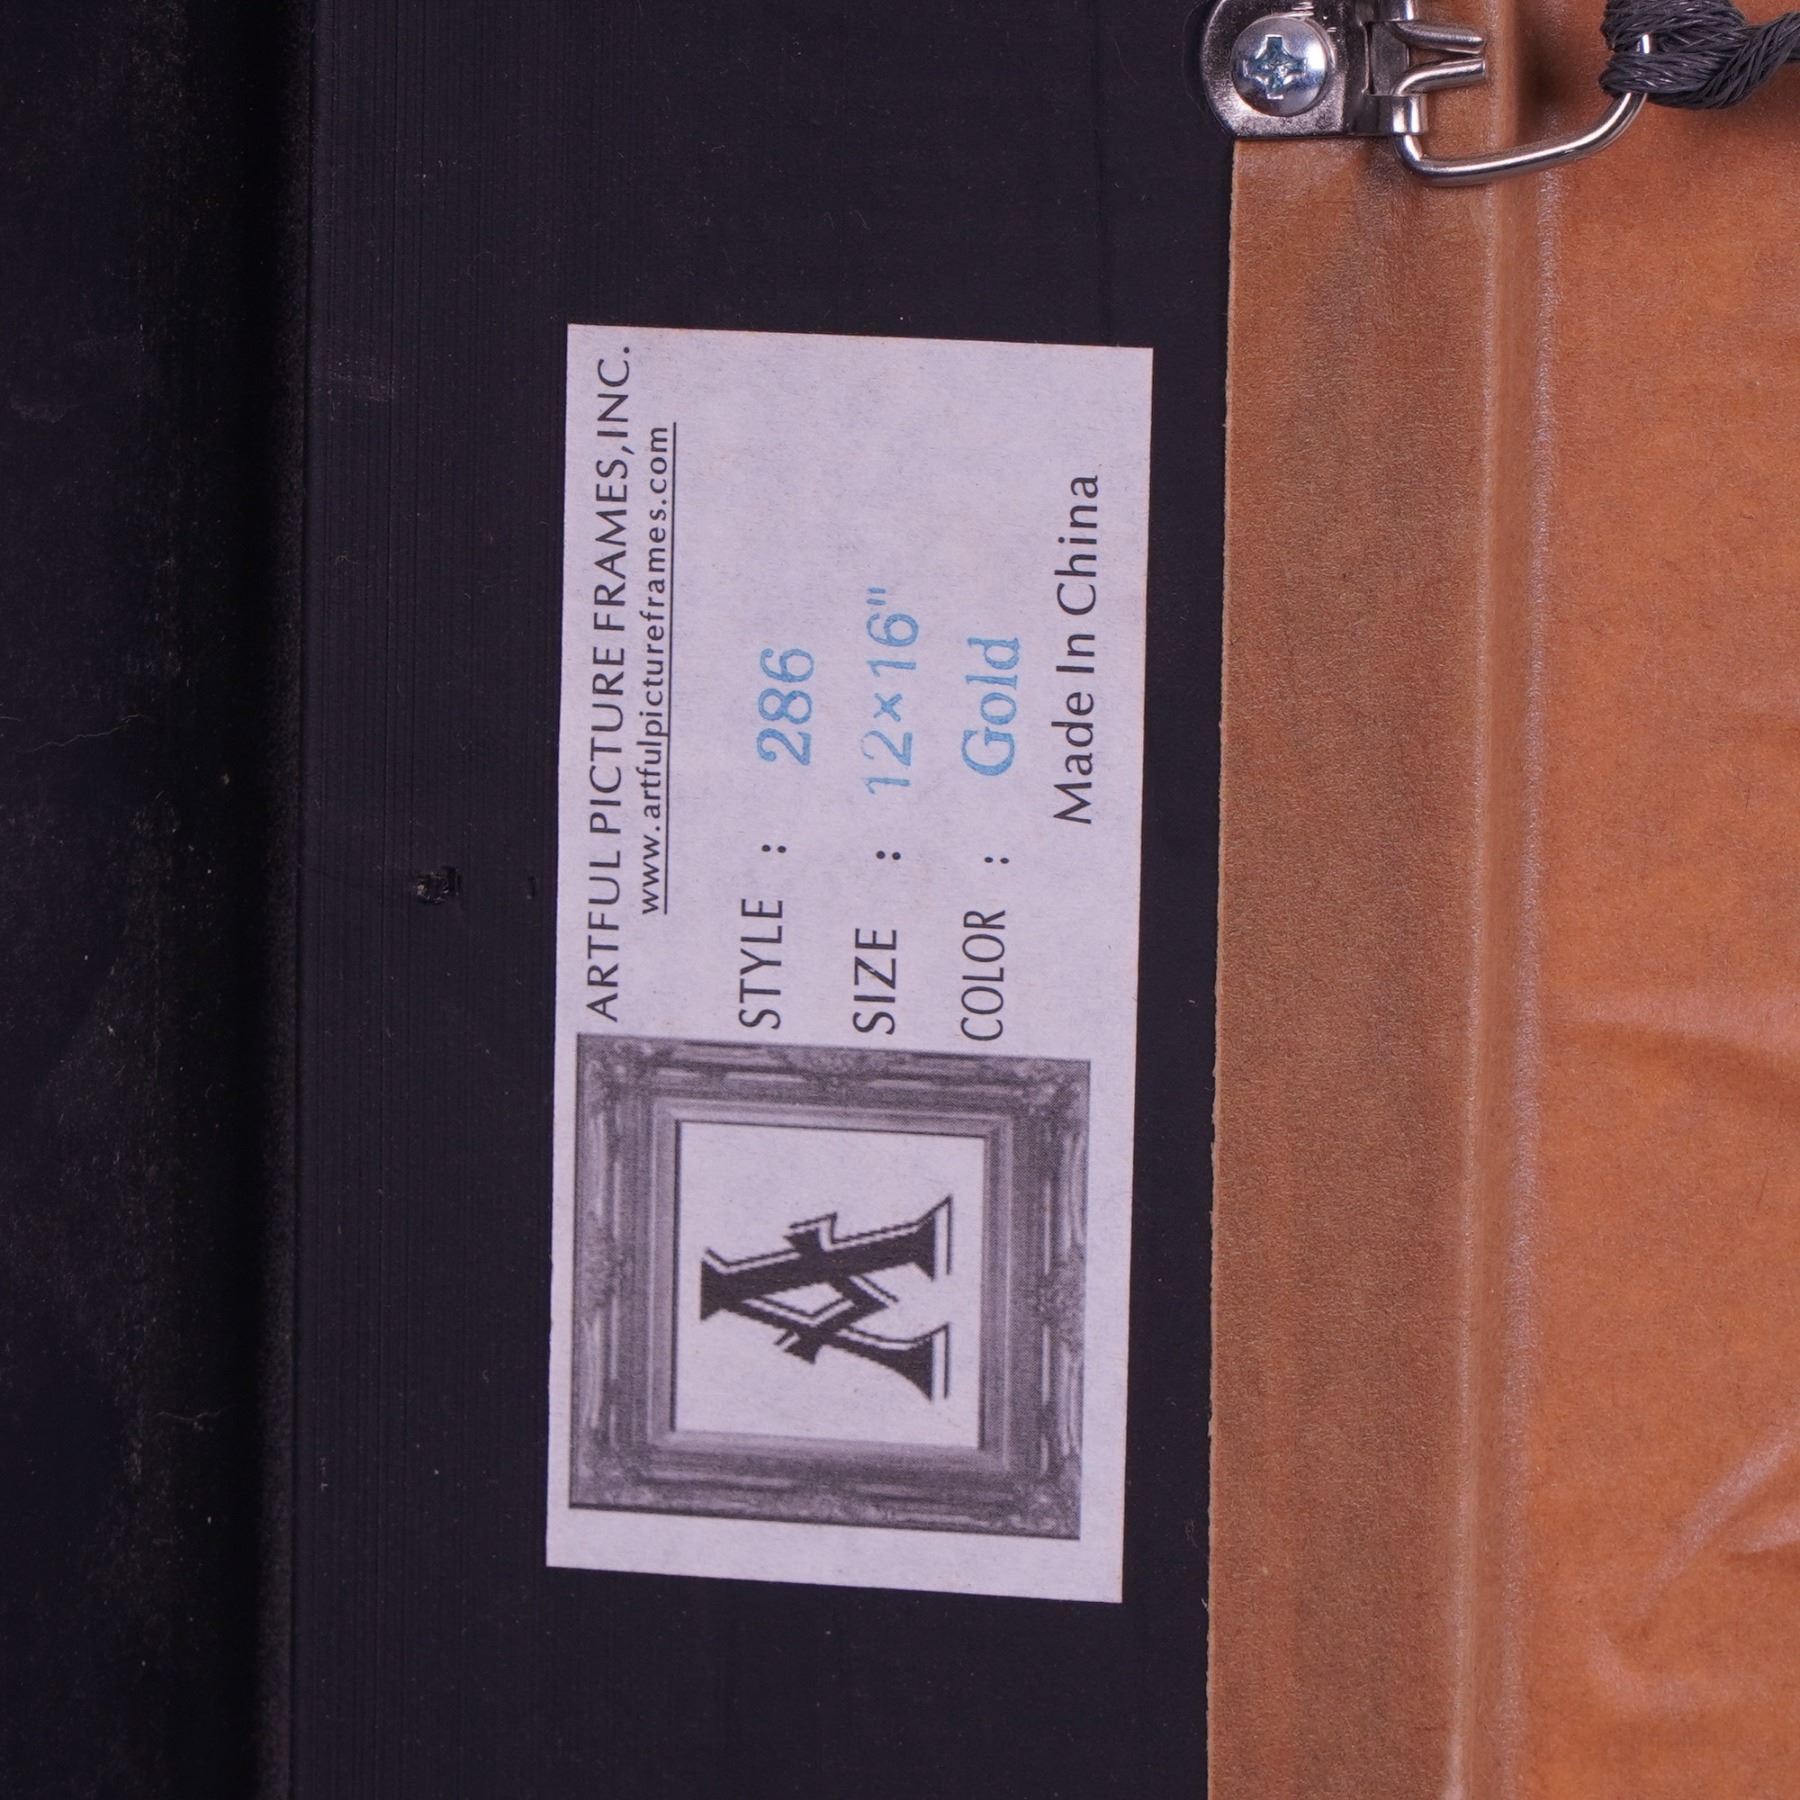 ARTFUL PICTURE FRAMES,INC.
www.artfulpictureframes.com
STYLE : 286
SIZE : 12×16"
COLOR : Gold
Made In China